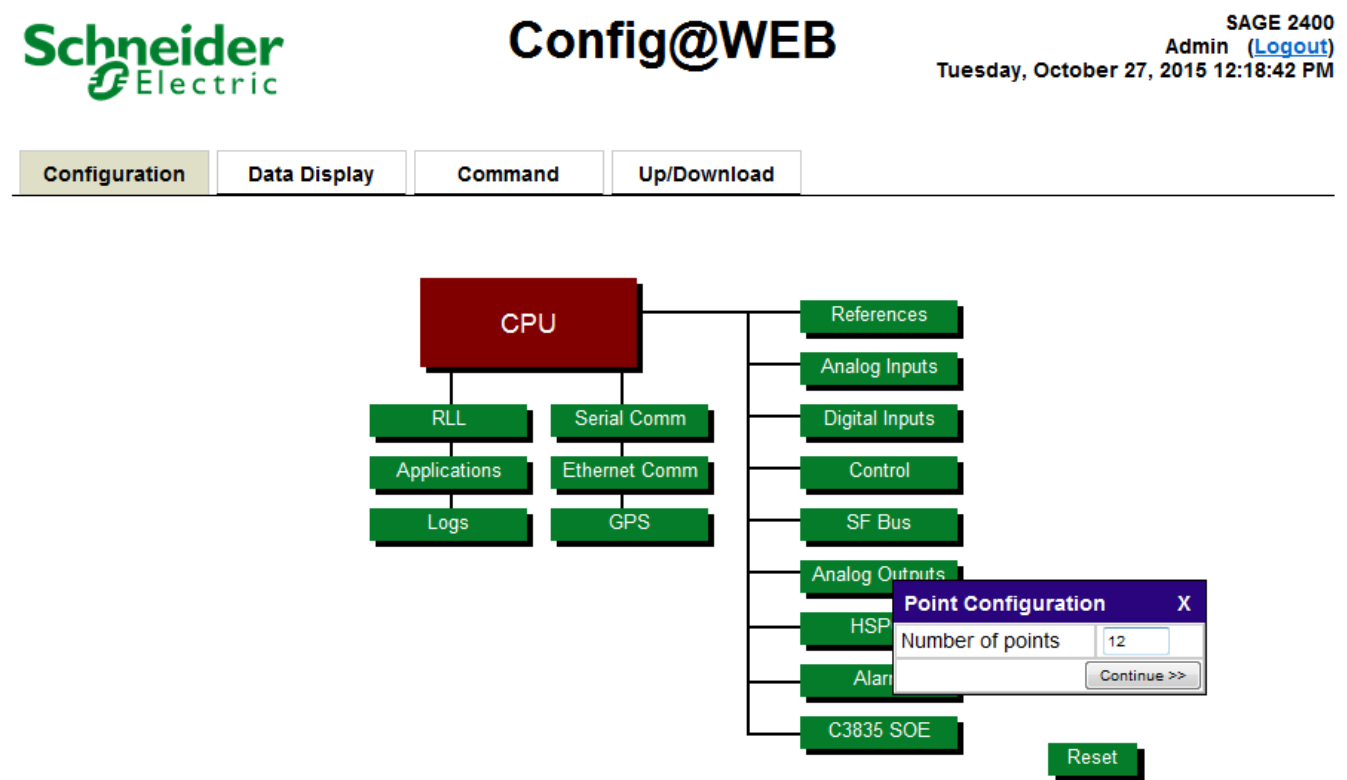 Schneider
Electric
Config@WEB
SAGE 2400
Admin (Logout)
Tuesday, October 27, 2015 12:18:42 PM
Configuration
Data Display
Command
Up/Download
CPU
RLL
Applications
Logs
Serial Comm
Ethernet Comm
GPS
References
Analog Inputs
Digital Inputs
Control
SF Bus
Analog Outputs
C3835 SOE
Point Configuration X
Number of points 12
Continue >>
Reset